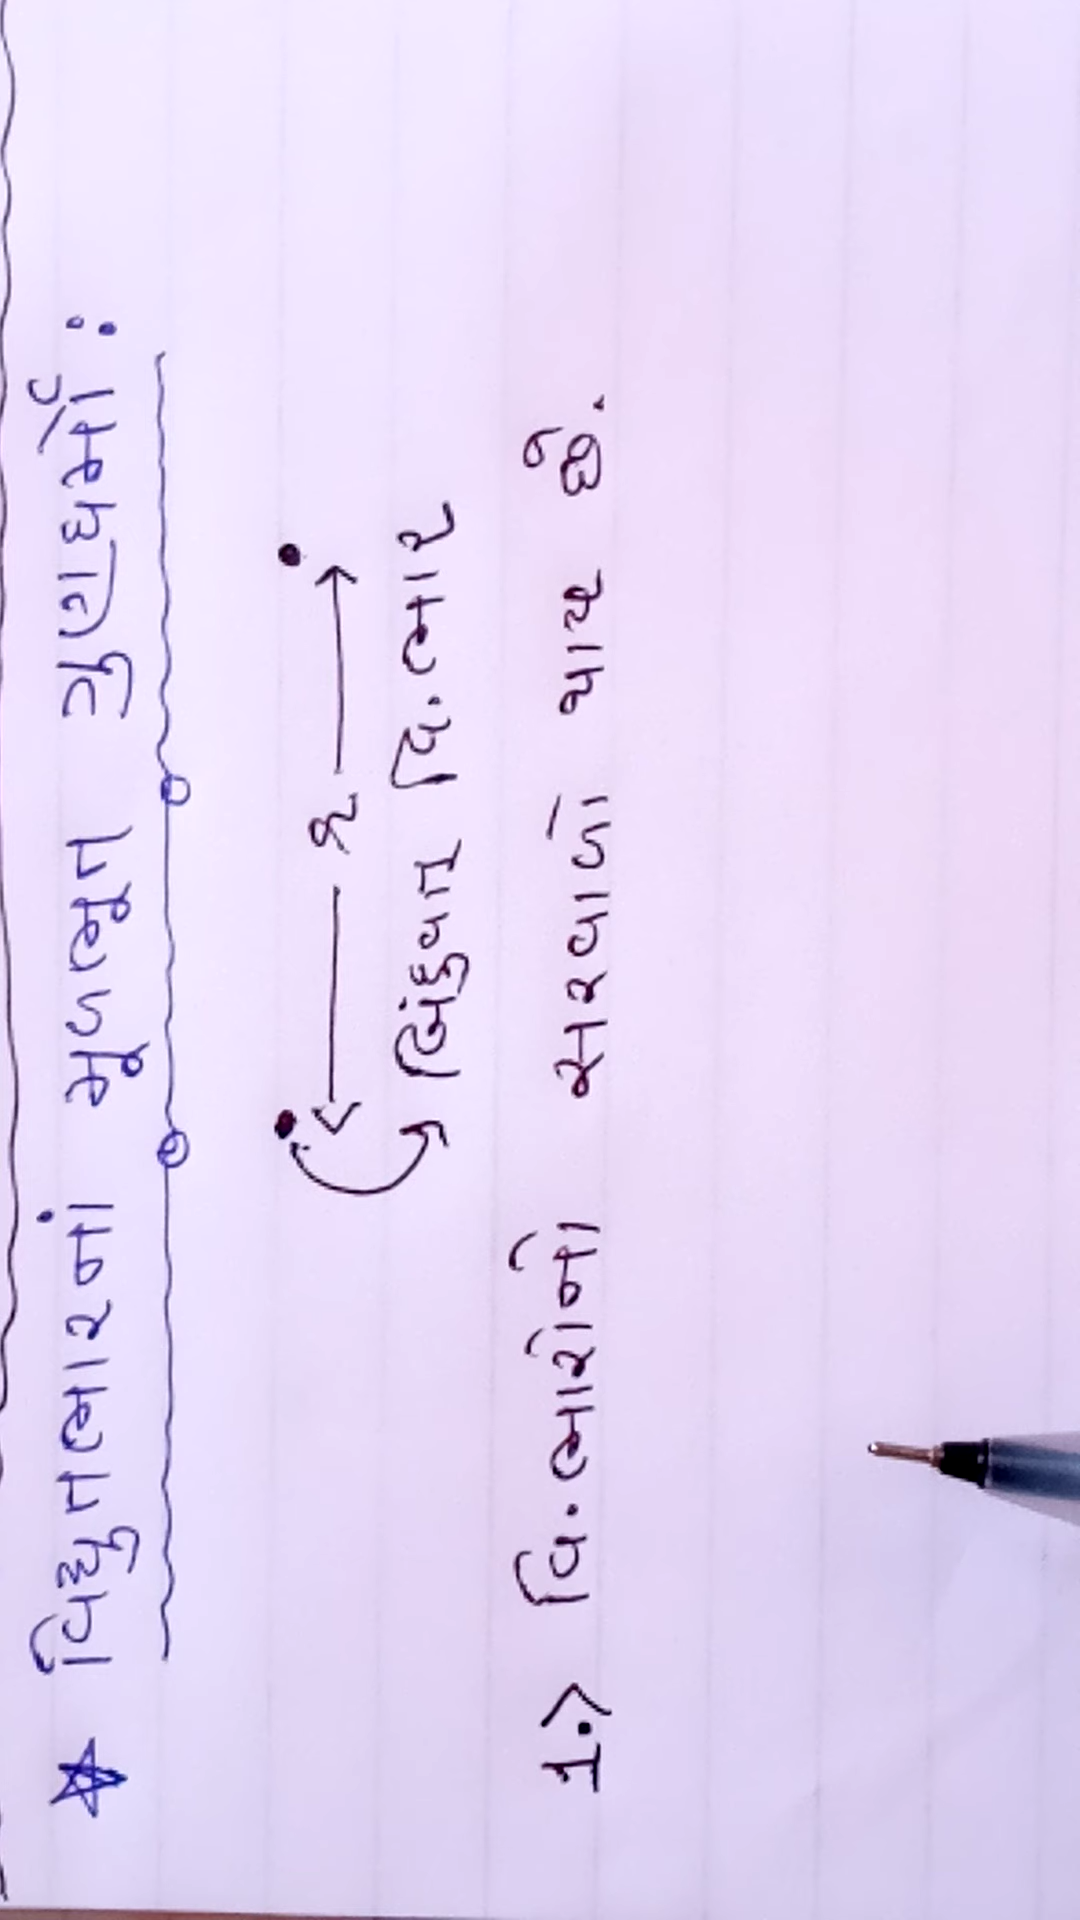 ☆ વિદ્યુતભારનાં મૂળભૂત ગુણધર્મો :
r
બિંદુવત્ વિ.ભાર
1.> વિ.ભારોનો સરવાળો થાય છે.